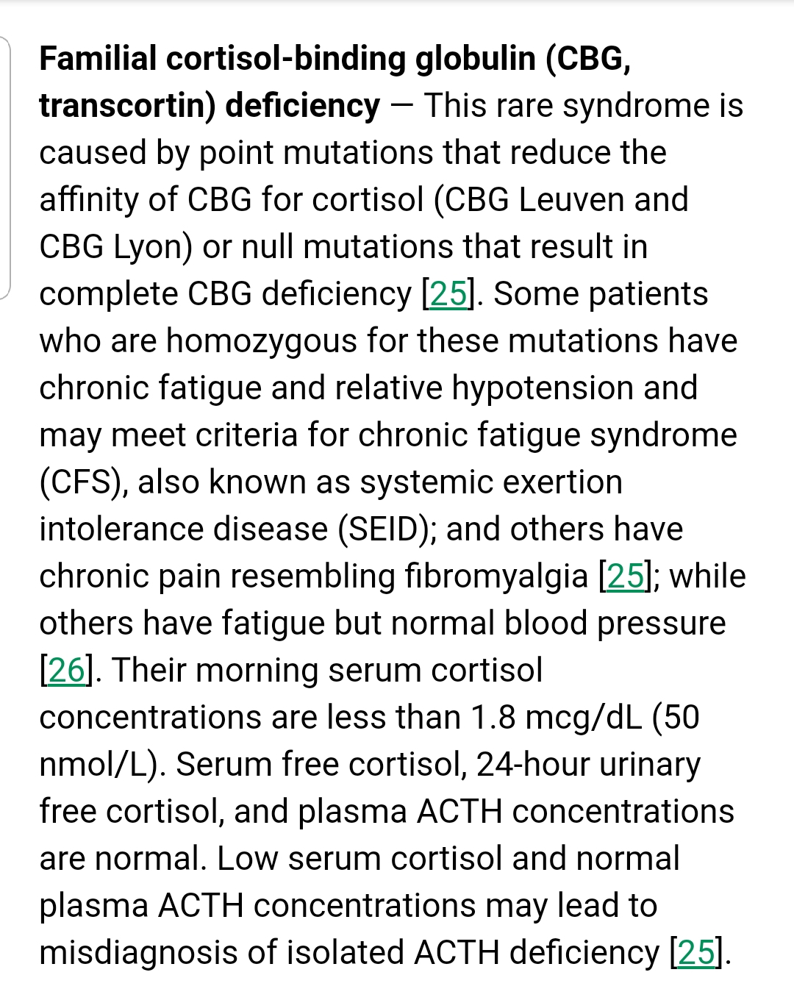 Familial cortisol-binding globulin (CBG,
transcortin) deficiency — This rare syndrome is
caused by point mutations that reduce the
affinity of CBG for cortisol (CBG Leuven and
CBG Lyon) or null mutations that result in
complete CBG deficiency [25]. Some patients
who are homozygous for these mutations have
chronic fatigue and relative hypotension and
may meet criteria for chronic fatigue syndrome
(CFS), also known as systemic exertion
intolerance disease (SEID); and others have
chronic pain resembling fibromyalgia [25]; while
others have fatigue but normal blood pressure
[26]. Their morning serum cortisol
concentrations are less than 1.8 mcg/dL (50
nmol/L). Serum free cortisol, 24-hour urinary
free cortisol, and plasma ACTH concentrations
are normal. Low serum cortisol and normal
plasma ACTH concentrations may lead to
misdiagnosis of isolated ACTH deficiency [25].